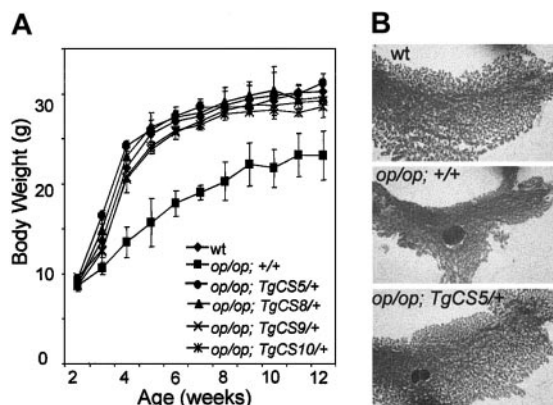 A
Body Weight (g)
30
20
10
0
2
4
6
8
10
12
Age (weeks)
wt
op/op; +/+
op/op; TgCS5/+
op/op; TgCS8/+
op/op; TgCS9/+
op/op; TgCS10/+
B
wt
op/op; +/+
op/op; TgCS5/+